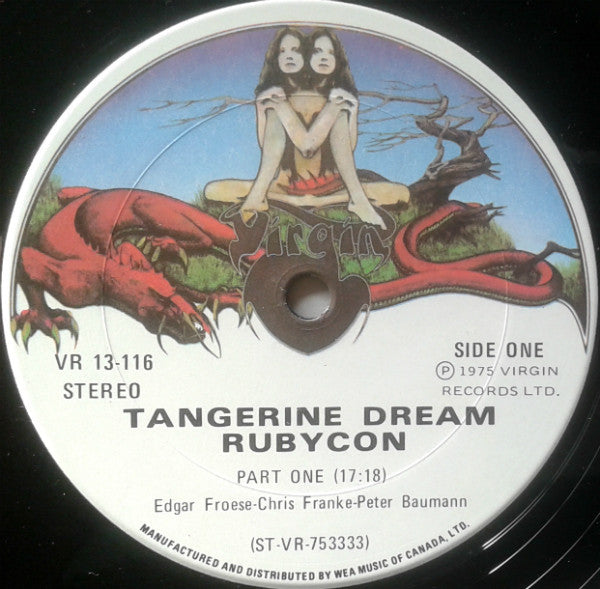 Virgin
VR 13-116
STEREO
SIDE ONE
Ⓟ 1975 VIRGIN
RECORDS LTD.
TANGERINE DREAM
RUBYCON
PART ONE (17:18)
Edgar Froese-Chris Franke-Peter Baumann
(ST-VR-753333)
MANUFACTURED AND DISTRIBUTED BY WEA MUSIC OF CANADA, LTD.